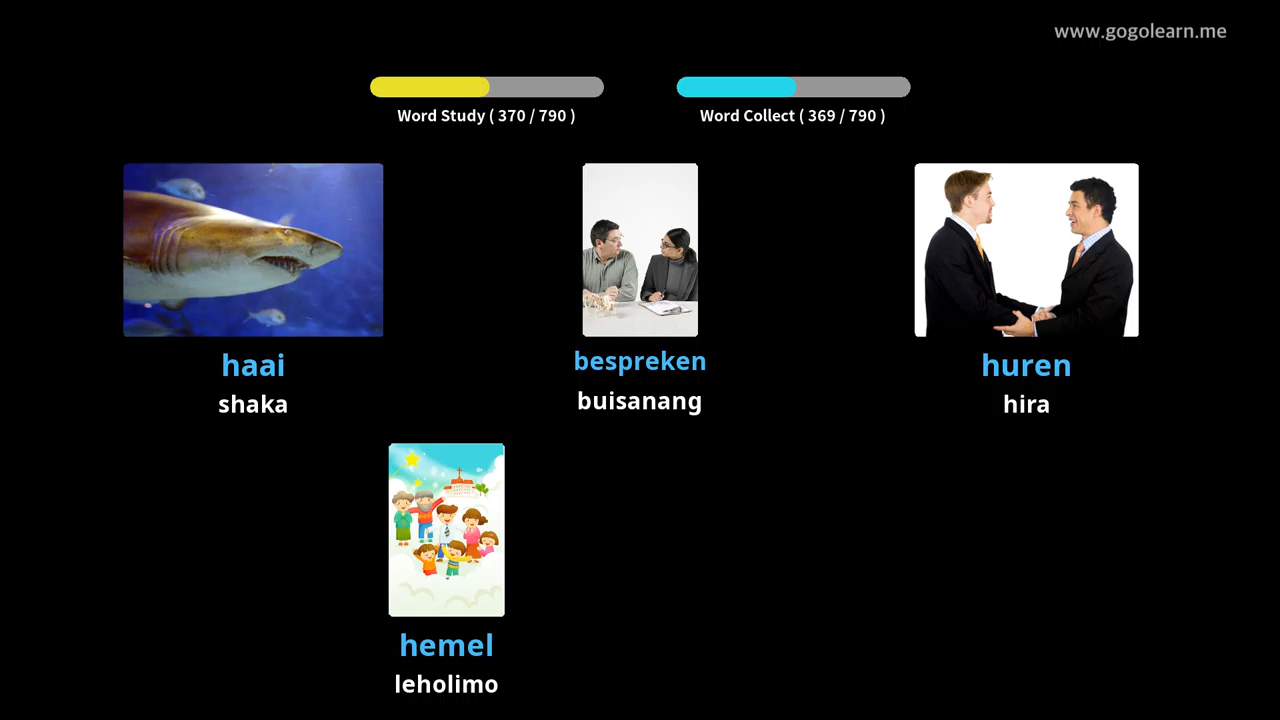 www.gogolearn.me
Word Study ( 370 / 790 )
Word Collect ( 369 / 790 )
haai
shaka
bespreken
buisanang
huren
hira
hemel
leholimo